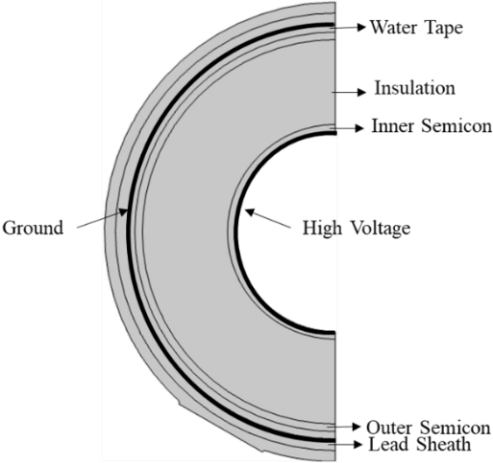 Water Tape
Insulation
Inner Semicon
Ground
High Voltage
Outer Semicon
Lead Sheath